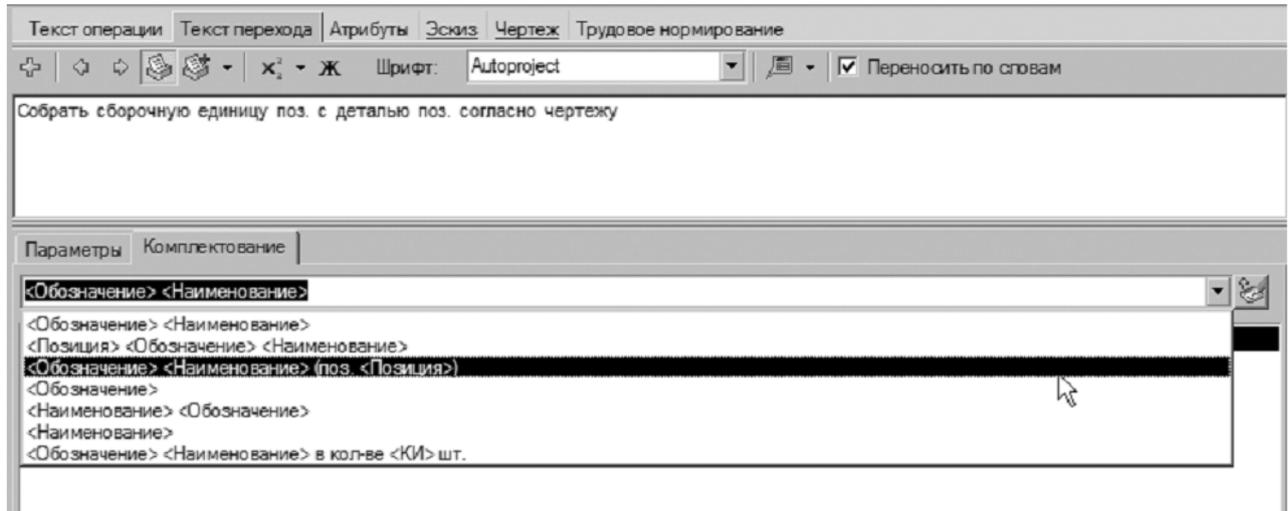 Текст операции Текст перехода Атрибуты Эскиз Чертеж Трудовое нормирование
x² Ж Шрифт: Autoproject Переносить по словам
Собрать сборочную единицу поз. с деталью поз. согласно чертежу
Параметры Комплектование
<Обозначение> <Наименование>
<Обозначение> <Наименование>
<Позиция> <Обозначение> <Наименование>
<Обозначение> <Наименование> (поз. <Позиция>)
<Обозначение>
<Наименование> <Обозначение>
<Наименование>
<Обозначение> <Наименование> в кол-ве <КИ> шт.